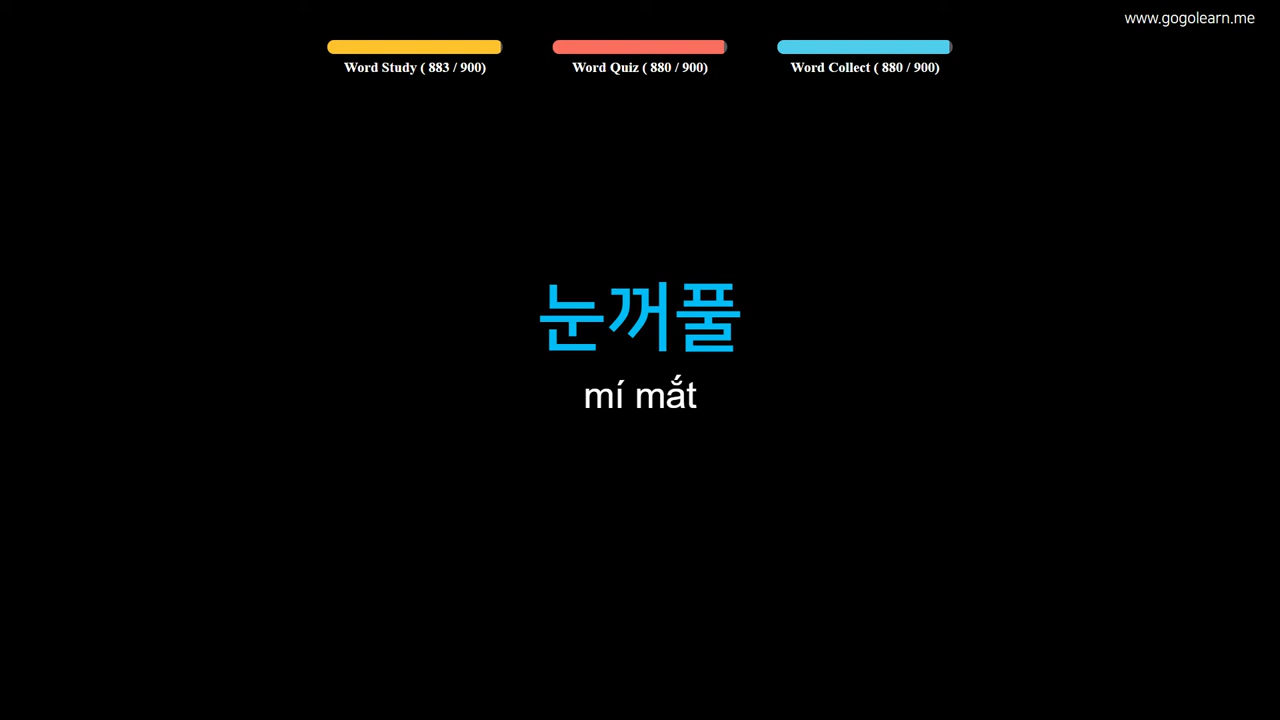 www.gogolearn.me
Word Study ( 883 / 900)
Word Quiz ( 880 / 900)
Word Collect ( 880 / 900)
눈꺼풀
mí mắt